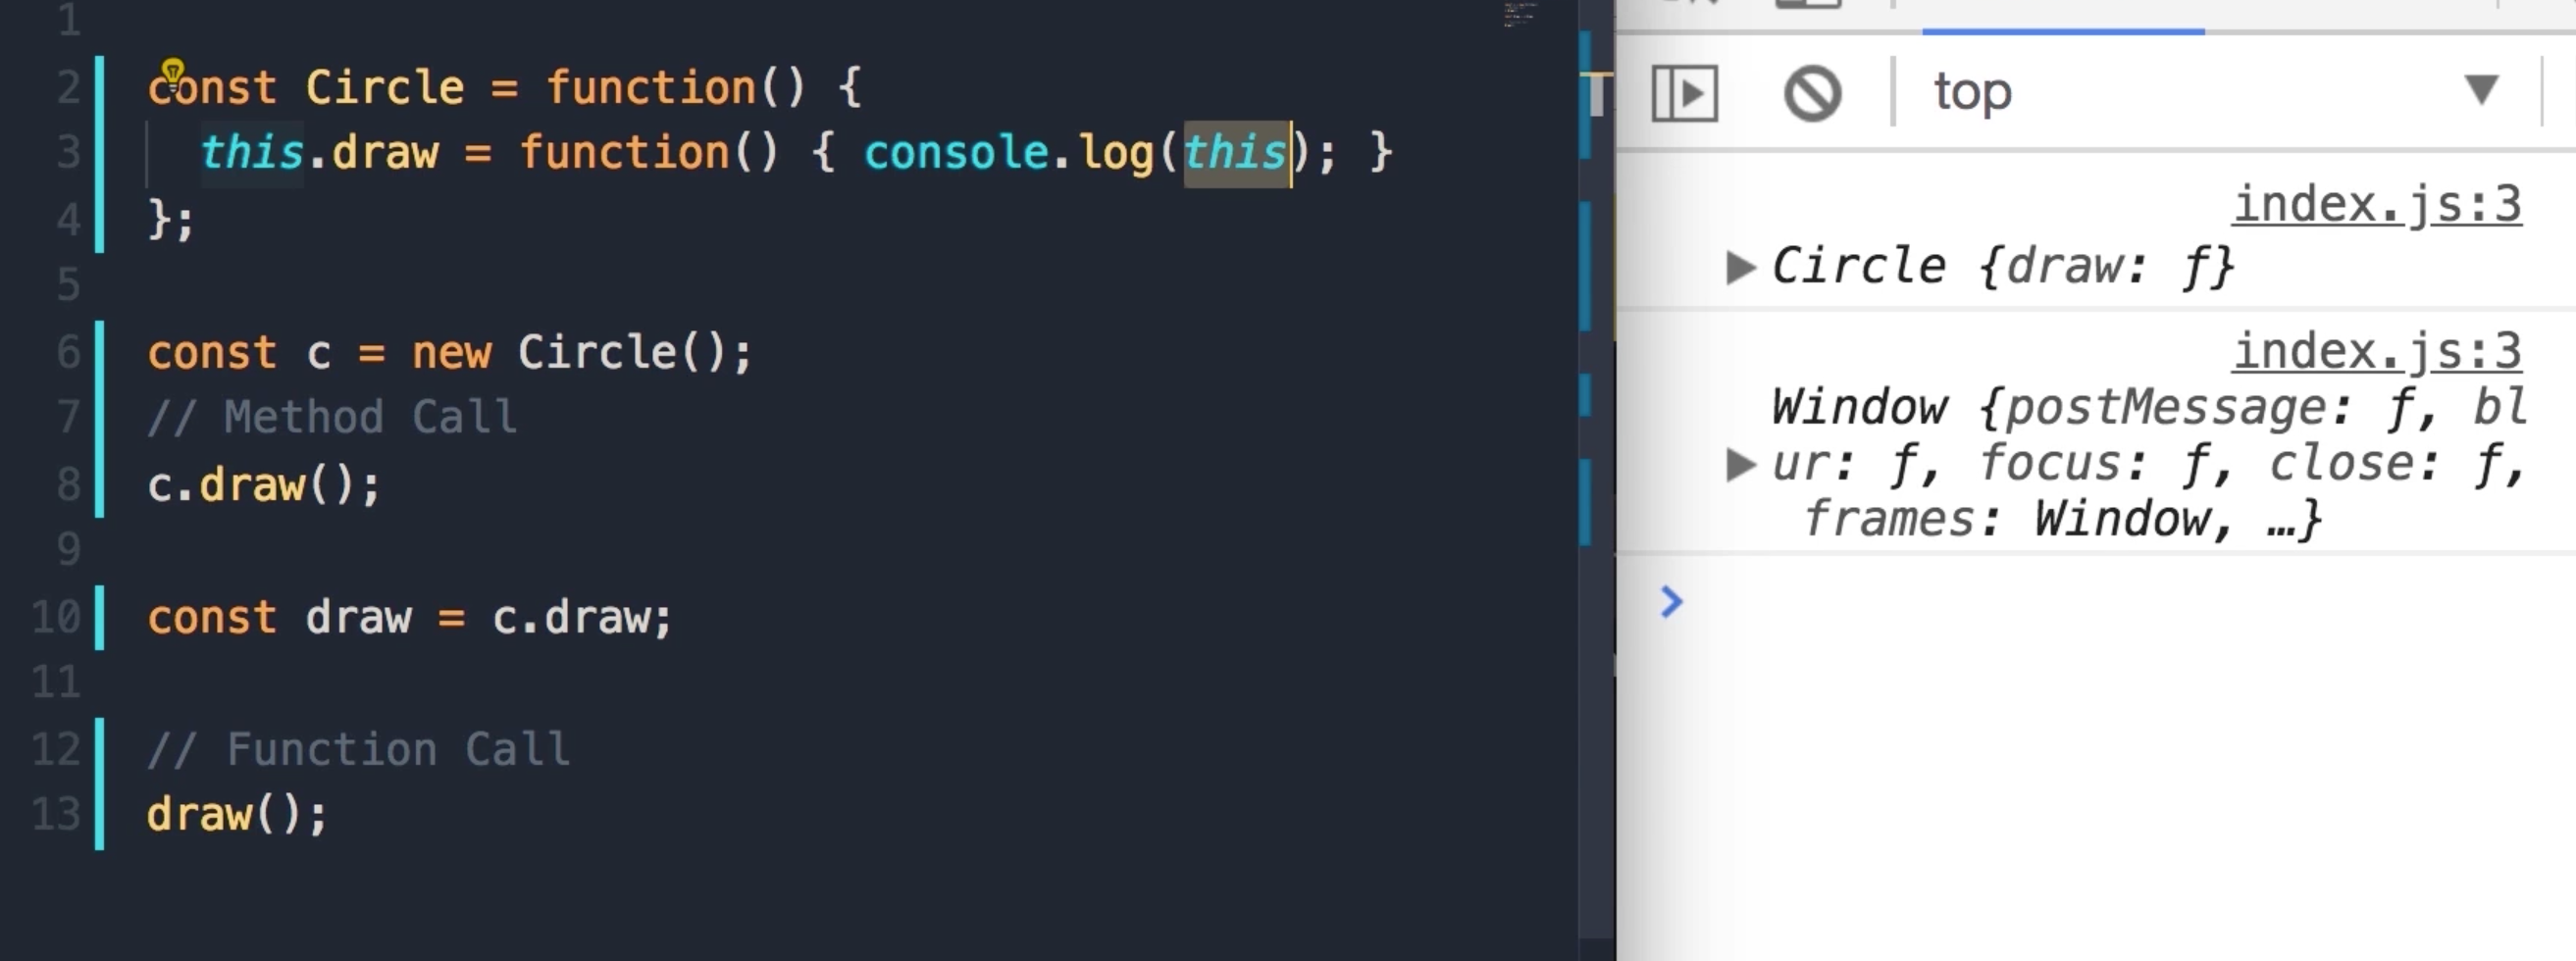 1
2 const Circle = function() {
3 this.draw = function() { console.log(this); }
4 };
5
6 const c = new Circle();
7 // Method Call
8 c.draw();
9
10 const draw = c.draw;
11
12 // Function Call
13 draw();
top
index.js:3
Circle {draw: ƒ}
index.js:3
Window {postMessage: ƒ, bl
ur: ƒ, focus: ƒ, close: ƒ,
frames: Window, …}